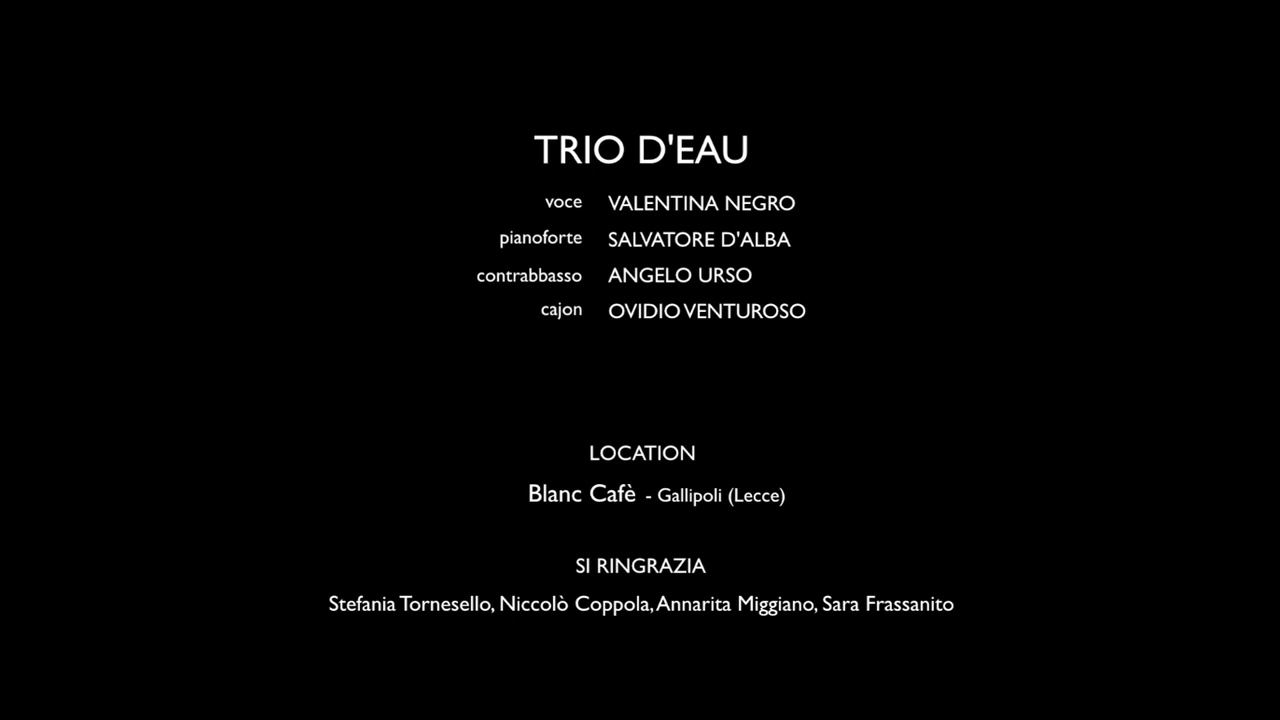 TRIO D'EAU
voce VALENTINA NEGRO
pianoforte SALVATORE D'ALBA
contrabbasso ANGELO URSO
cajon OVIDIO VENTUROSO
LOCATION
Blanc Cafè - Gallipoli (Lecce)
SI RINGRAZIA
Stefania Tornesello, Niccolò Coppola, Annarita Miggiano, Sara Frassanito